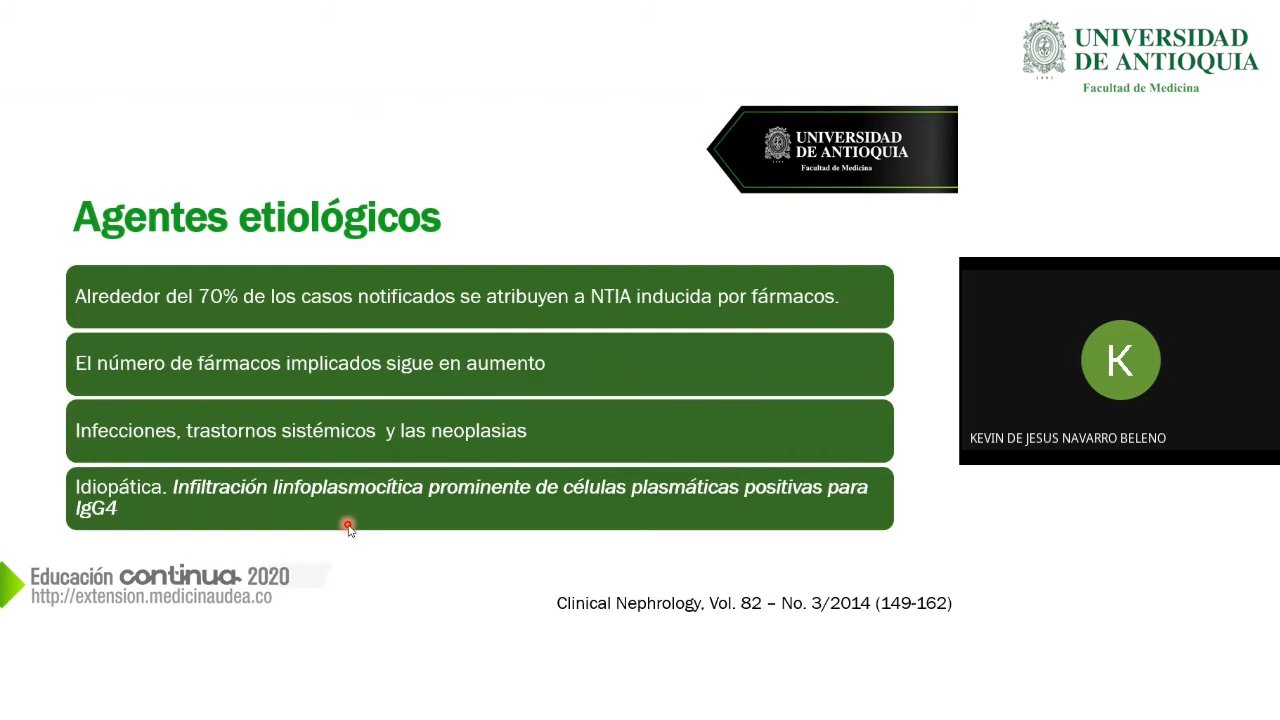 UNIVERSIDAD
DE ANTIOQUIA
Facultad de Medicina
UNIVERSIDAD
DE ANTIOQUIA
Facultad de Medicina
Agentes etiológicos
Alrededor del 70% de los casos notificados se atribuyen a NTIA inducida por fármacos.
El número de fármacos implicados sigue en aumento
Infecciones, trastornos sistémicos y las neoplasias
Idiopática. Infiltración linfoplasmocítica prominente de células plasmáticas positivas para
IgG4
K
KEVIN DE JESUS NAVARRO BELENO
Educación continua 2020
http://extension.medicinaudea.co
Clinical Nephrology, Vol. 82 – No. 3/2014 (149-162)